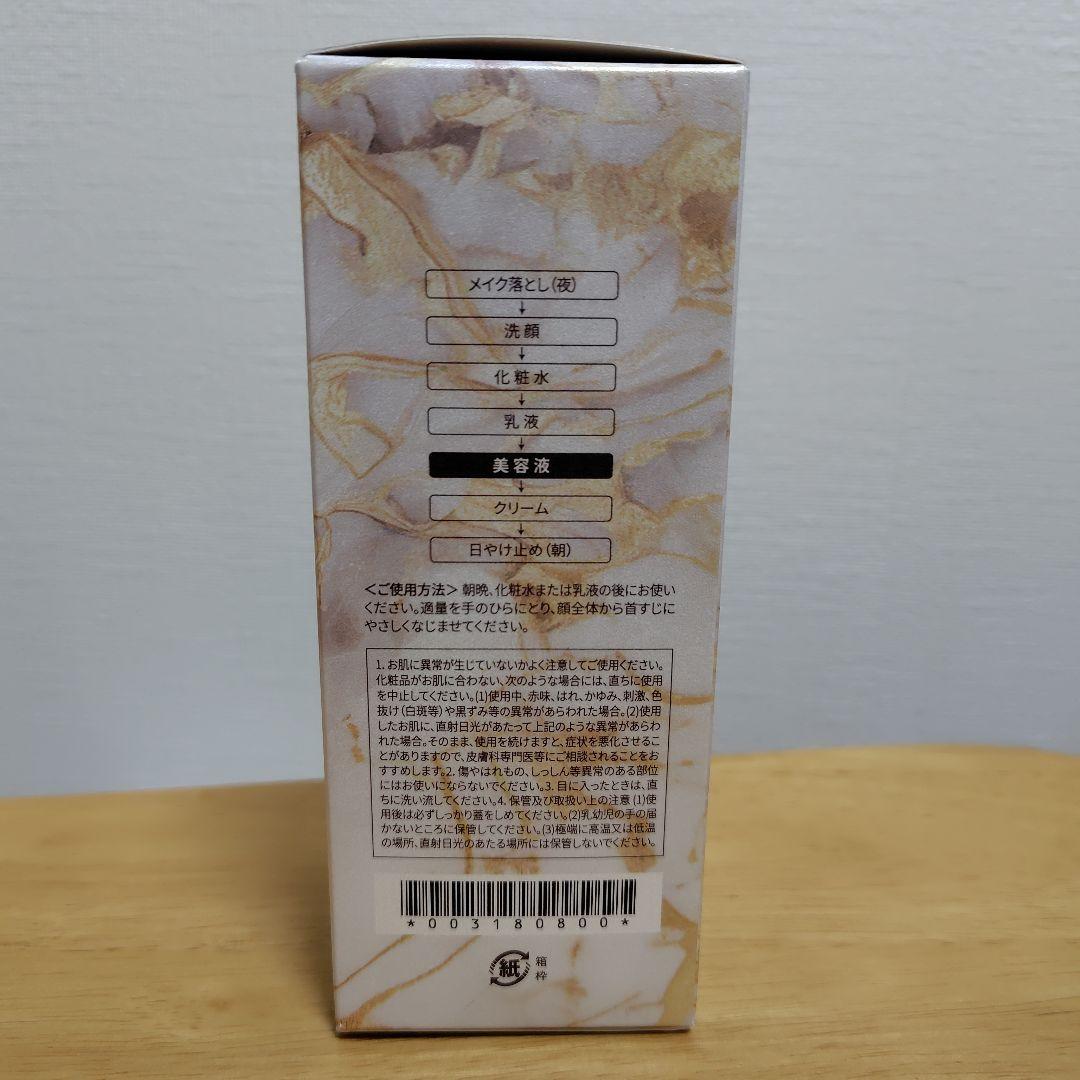 メイク落とし(夜)
↓
洗顔
↓
化粧水
↓
乳液
↓
美容液
↓
クリーム
↓
日やけ止め(朝)
＜ご使用方法＞ 朝晩、化粧水または乳液の後にお使い
ください。適量を手のひらにとり、顔全体から首すじに
やさしくなじませてください。
1. お肌に異常が生じていないかよく注意してご使用ください。
化粧品がお肌に合わない、次のような場合には、直ちに使用
を中止してください。(1)使用中、赤味、はれ、かゆみ、刺激、色
抜け(白斑等)や黒ずみ等の異常があらわれた場合。(2)使用
したお肌に、直射日光があたって上記のような異常があらわ
れた場合。そのまま、使用を続けますと、症状を悪化させるこ
とがありますので、皮膚科専門医等にご相談されることをお
すすめします。2. 傷やはれもの、しっしん等異常のある部位
にはお使いにならないでください。3. 目に入ったときは、直
ちに洗い流してください。4. 保管及び取扱い上の注意 (1)使
用後は必ずしっかり蓋をしめてください。(2)乳幼児の手の届
かないところに保管してください。(3)極端に高温又は低温
の場所、直射日光のあたる場所には保管しないでください。
*003180800*
紙 箱
枠